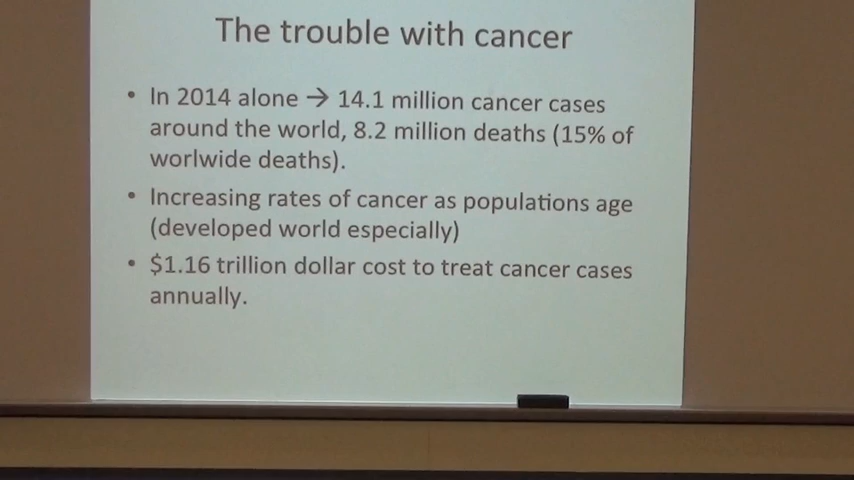 The trouble with cancer
• In 2014 alone → 14.1 million cancer cases
around the world, 8.2 million deaths (15% of
worlwide deaths).
• Increasing rates of cancer as populations age
(developed world especially)
• $1.16 trillion dollar cost to treat cancer cases
annually.